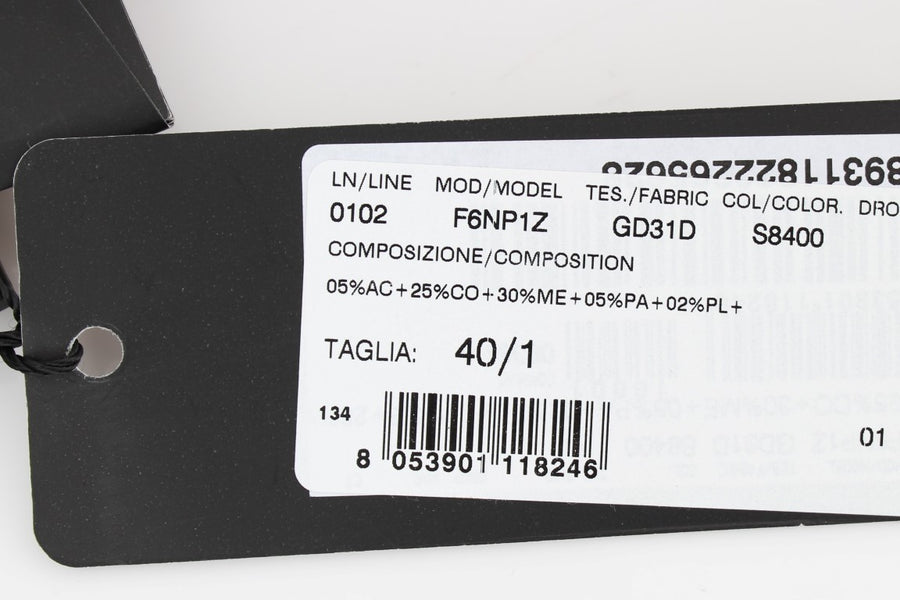 LN/LINE MOD/MODEL TES./FABRIC COL/COLOR. DRO
0102 F6NP1Z GD31D S8400
COMPOSIZIONE/COMPOSITION
05%AC+25%CO+30%ME+05%PA+02%PL+
TAGLIA: 40/1
134
01
8 053901 118246